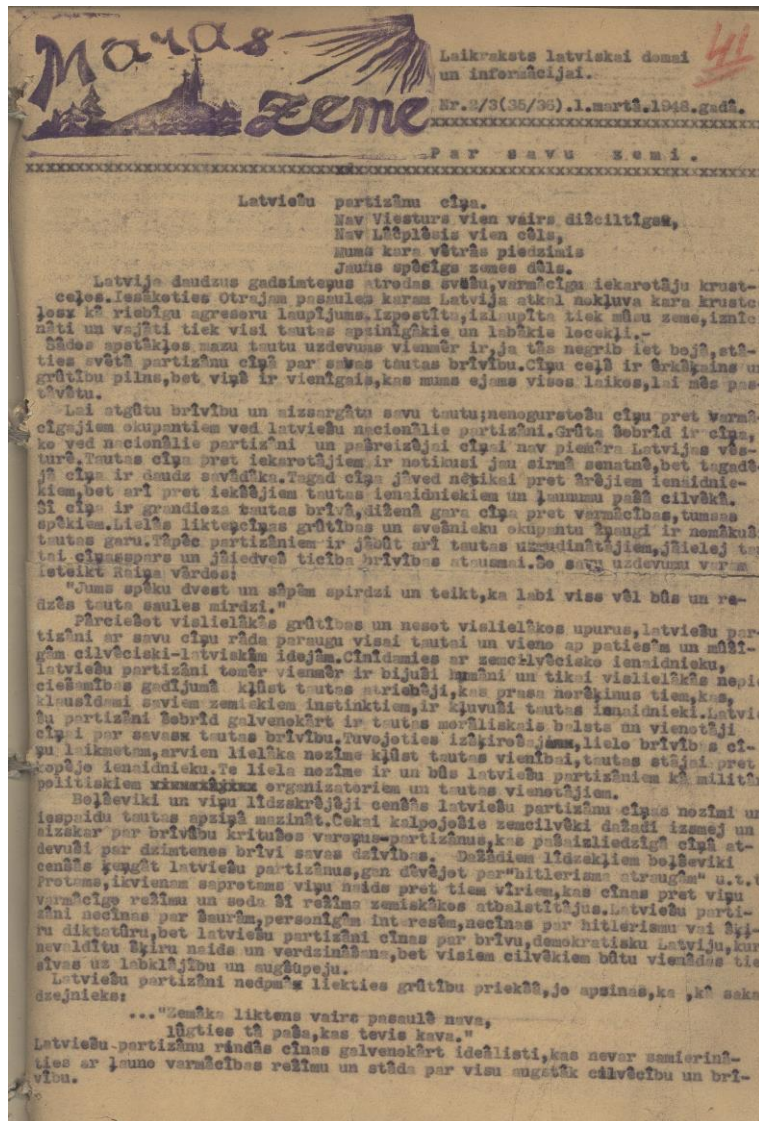 Māras
zeme
41
Laikraksts latviskai domai
un informācijai.
Nr.2/3(35/36).1.martā.1948.gadā.
xxxxxxxxxxxxxxxxxxxxxxxxxxxxxxxxxxxx
Par savu zemi.
xxxxxxxxxxxxxxxxxxxxxxxxxxxxxxxxxxxxxxxxxxxxxxxxxxxxxxxxxxxxxxxxxxxxxxxx
Latviešu partizānu cīņa.
Nav Viesturs vien vairs dižciltīgs,
Nav Lāčplēsis vien cēls,
Mums kara vētrās piedzimis
Jauns spēcīgs zemes dēls.
Latvija daudzus gadsimteņus atrodas svešu,varmācīgu iekarotāju krust-
ceļos.Iesākoties Otrajam pasaules karam Latvija atkal nokļuva kara krustce
ļos kā riebīgu agresoru laupījums.Izpostīta,izlaupīta tiek mūsu zeme,iznīc
nāti un vajāti tiek visi tautas apzinīgākie un labākie locekļi.-
Šādos apstākļos mazu tautu uzdevums vienmēr ir,ja tās negrib iet bojā,stā-
ties svētā partizānu cīņā par savas tautas brīvību.Cīņu ceļš ir ērkšķains un
grūtību pilns,bet viņš ir vienīgais,kas mums ejams visos laikos,lai mēs pas-
tāvētu.
Lai atgūtu brīvību un aizsargātu savu tautu;nenogurstošu cīņu pret varmā-
cīgajiem okupantiem ved latviešu nacionālie partizāni.Grūta šobrīd ir cīņa,
ko ved nacionālie partizāni un pašreizējai cīņai nav piemēra Latvijas vēs-
turē.Tautas cīņa pret iekarotājiem ir notikusi jau sirmā senatnē,bet tagadē-
jā cīņa ir daudz savādāka.Tagad cīņa jāved netikai pret ārējiem ienaidnie-
kiem,bet arī pret iekšējiem tautas ienaidniekiem un ļaunumu pašā cilvēkā.
Šī cīņa ir grandioza tautas brīvā,diženā gara cīņa pret varmācības,tumsas
spēkiem.Lielās liktencīņas grūtības un svešnieku okupantu žņaugi ir nomākuši
tautas garu.Tāpēc partizāniem ir jābūt arī tautas uzmudinātājiem,jāielej tau
tai cīņasspars un jāiedveš ticība brīvības atausmai.Šo savu uzdevumu varam
isteikt Raiņa vārdos:
"Jums spēku dvest un sāpēm spirdzi un teikt,ka labi viss vēl būs un re-
dzēs tauta saules mirdzi."
Pārciešot vislielākās grūtības un nesot vislielākos upurus,latviešu par-
tizāni ar savu cīņu rāda paraugu visai tautai un vieno ap patiesām un mūžī-
gām cilvēciski-latviskām idejām.Cīnīdamies ar zemcilvēcisko ienaidnieku,
latviešu partizāni tomēr vienmēr ir bijuši humāni un tikai vislielākās nepie
ciešamības gadījumā kļūst tautas atriebēji,kas prasa norēķinus tiem,kas,
klausīdami saviem zemiskiem instinktiem,ir kļuvuši tautas ienaidnieki.Latvie
šu partizāni šobrīd galvenokārt ir tautas morāliskais balsts un vienotāji
cīņai par savas tautas brīvību.Tuvojoties izšķirošajam,lielo brīvības cī-
ņu laikmetam,arvien lielāka nozīme kļūst tautas vienībai,tautas stājai pret
kopējo ienaidnieku.Te liela nozīme ir un būs latviešu partizāniem kā militār
politiskiem organizatoriem un tautas vienotājiem.
Boļševiki un viņu līdzskrējēji cenšas latviešu partizānu cīņas nozīmi un
iespaidu tautas apziņā mazināt.Čekai kalpojošie zemcilvēki dažādi izsmej un
aizskar par brīvību kritušos varoņus-partizānus,kas pašaizliedzīgā cīņā at-
devuši par dzimtenes brīvi savas dzīvības. Dažādiem līdzekļiem boļševiki
cenšās ķengāt latviešu partizānus,gan dēvējot par"hitlerisma atraugām" u.t.t
Protams,ikvienam saprotams viņu naids pret tiem vīriem,kas cīnas pret viņu
varmācīgo režīmu un soda šī režīma zemiskākos atbalstītājus.Latviešu parti-
zāni necīnas par šaurām,personīgām interesēm,necīnas par hitlerismu vai šķi-
ru diktatūru,bet latviešu partizāni cīnas par brīvu,demokratisku Latviju,kur
nevaldītu šķiru naids un verdzināšana,bet visiem cilvēkiem būtu vienādas tie
sības uz labklājību un augšupeju.
Latviešu partizāni nedomā liekties grūtību priekšā,jo apzinas,ka ,kā saka
dzejnieks:
..."Zemāka liktens vairs pasaulē nava,
lūgties tā paša,kas tevis kava."
Latviešu partizānu rindās cīnas galvenokārt ideālisti,kas nevar samierinā-
ties ar ļauno varmācības režīmu un stāda par visu augstāk cilvēcību un brī-
vību.